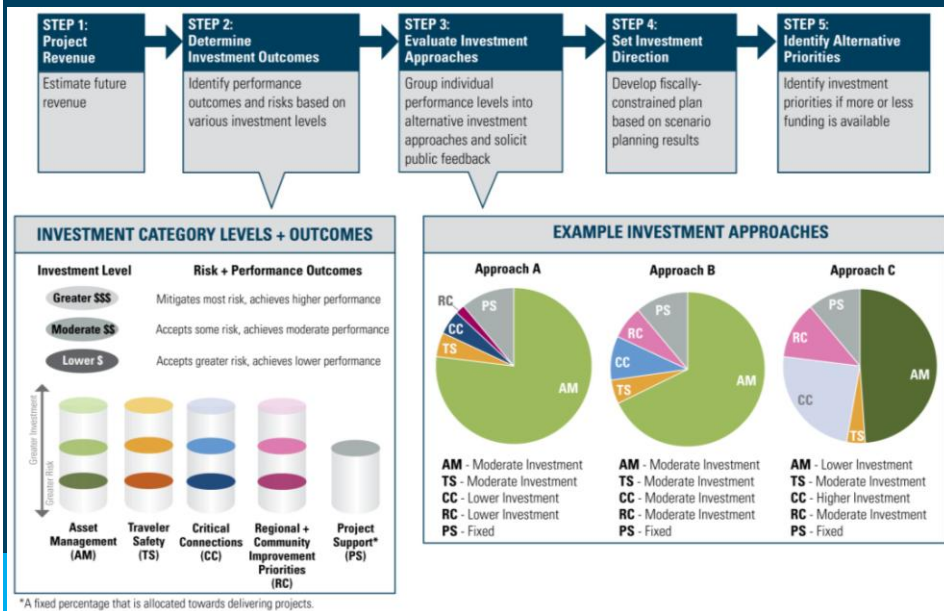 STEP 1:
Project
Revenue
Estimate future
revenue
STEP 2:
Determine
Investment Outcomes
Identify performance
outcomes and risks based on
various investment levels
STEP 3:
Evaluate Investment
Approaches
Group individual
performance levels into
alternative investment
approaches and solicit
public feedback
STEP 4:
Set Investment
Direction
Develop fiscally-
constrained plan
based on scenario
planning results
STEP 5:
Identify Alternative
Priorities
Identify investment
priorities if more or less
funding is available
INVESTMENT CATEGORY LEVELS + OUTCOMES
Investment Level
Risk + Performance Outcomes
Greater $$$
Mitigates most risk, achieves higher performance
Moderate $$
Accepts some risk, achieves moderate performance
Lower $
Accepts greater risk, achieves lower performance
Greater Investment
Greater Risk
Asset
Management
(AM)
Traveler
Safety
(TS)
Critical
Connections
(CC)
Regional +
Community
Improvement
Priorities
(RC)
Project
Support*
(PS)
*A fixed percentage that is allocated towards delivering projects.
EXAMPLE INVESTMENT APPROACHES
Approach A
RC
PS
CC
TS
AM
AM - Moderate Investment
TS - Moderate Investment
CC - Lower Investment
RC - Lower Investment
PS - Fixed
Approach B
PS
RC
CC
TS
AM
AM - Moderate Investment
TS - Moderate Investment
CC - Moderate Investment
RC - Moderate Investment
PS - Fixed
Approach C
PS
RC
CC
TS
AM
AM - Lower Investment
TS - Moderate Investment
CC - Higher Investment
RC - Moderate Investment
PS - Fixed